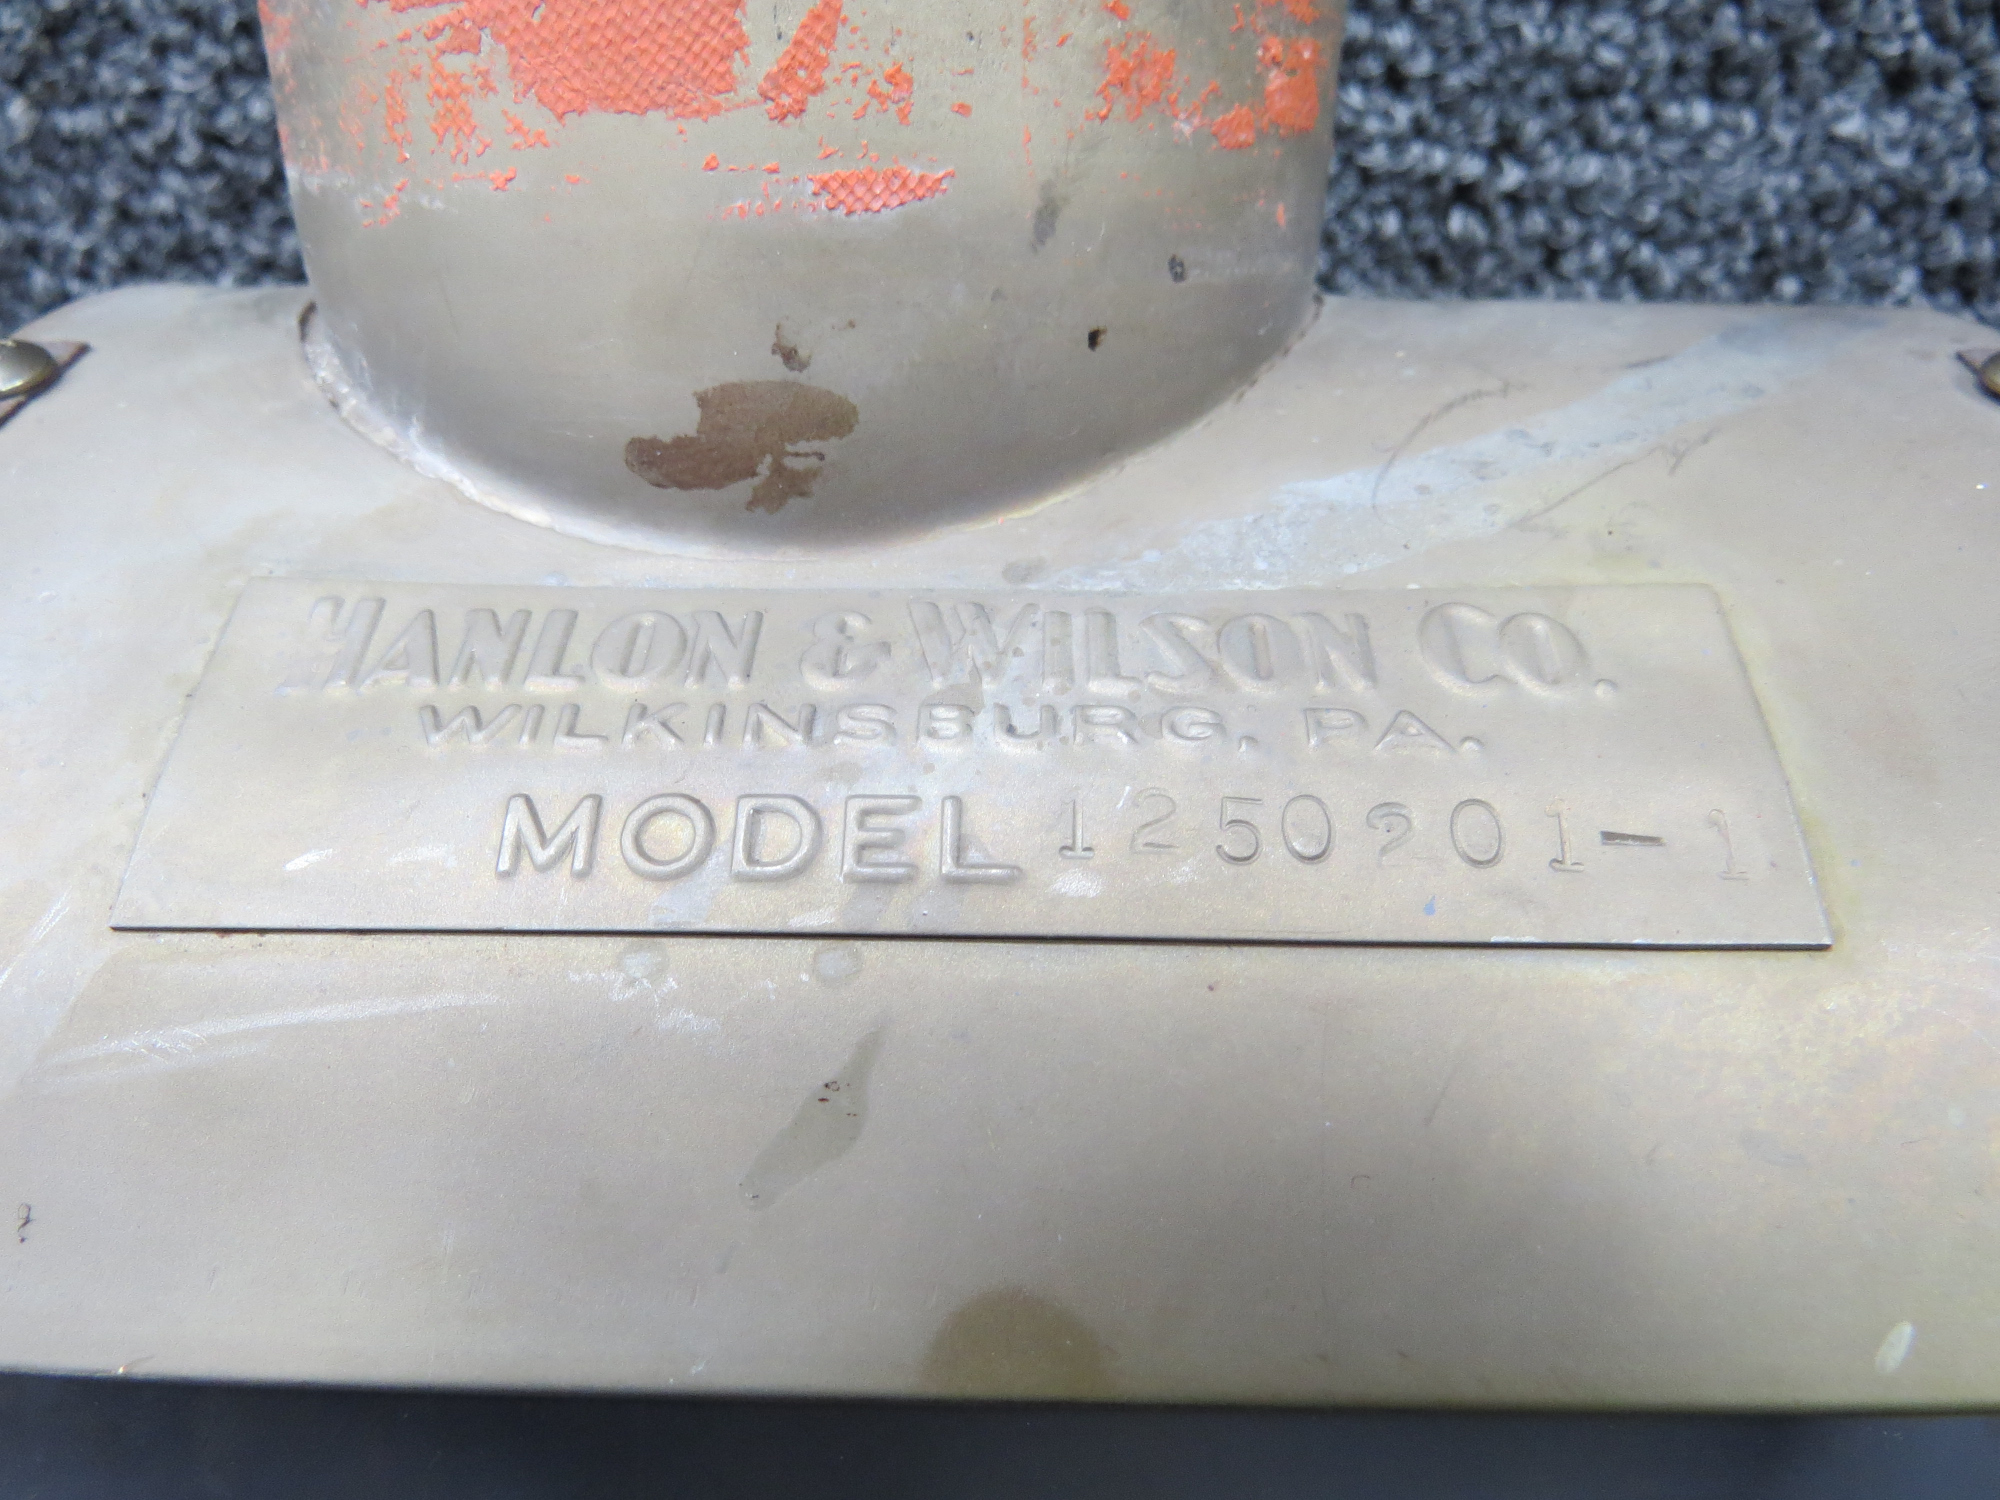 HANLON & WILSON CO.
WILKINSBURG, PA.
MODEL 1250201-1